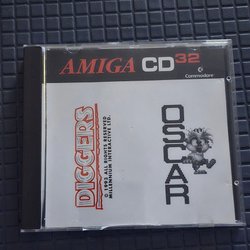 AMIGA CD32
Commodore
DIGGERS
© 1993 ALL RIGHTS RESERVED
MILLENNIUM INTERACTIVE LTD.
OSCAR